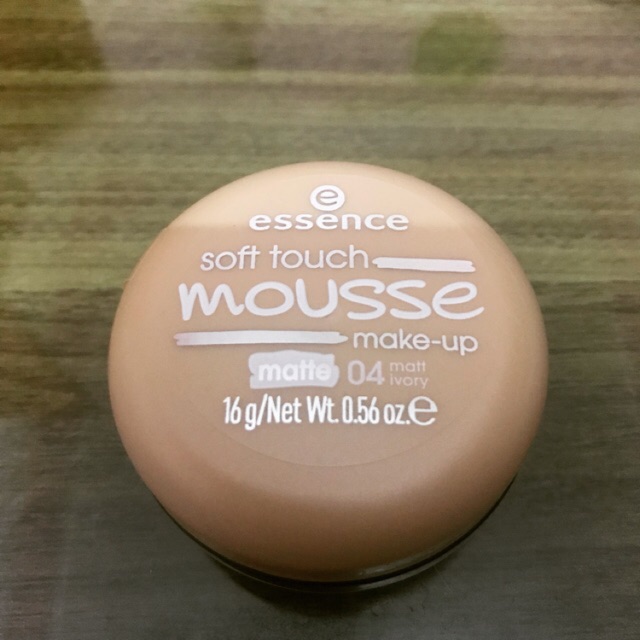 e
essence
soft touch
mousse
make-up
matte 04 matt
ivory
16 g/Net Wt. 0.56 oz.℮